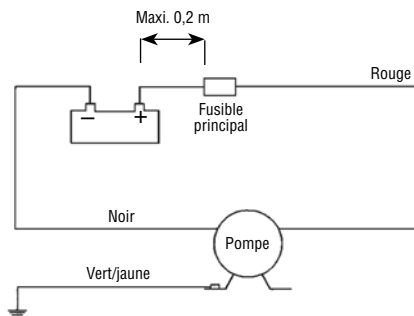 Maxi. 0,2 m
Rouge
Fusible
principal
− +
Noir
Pompe
Vert/jaune